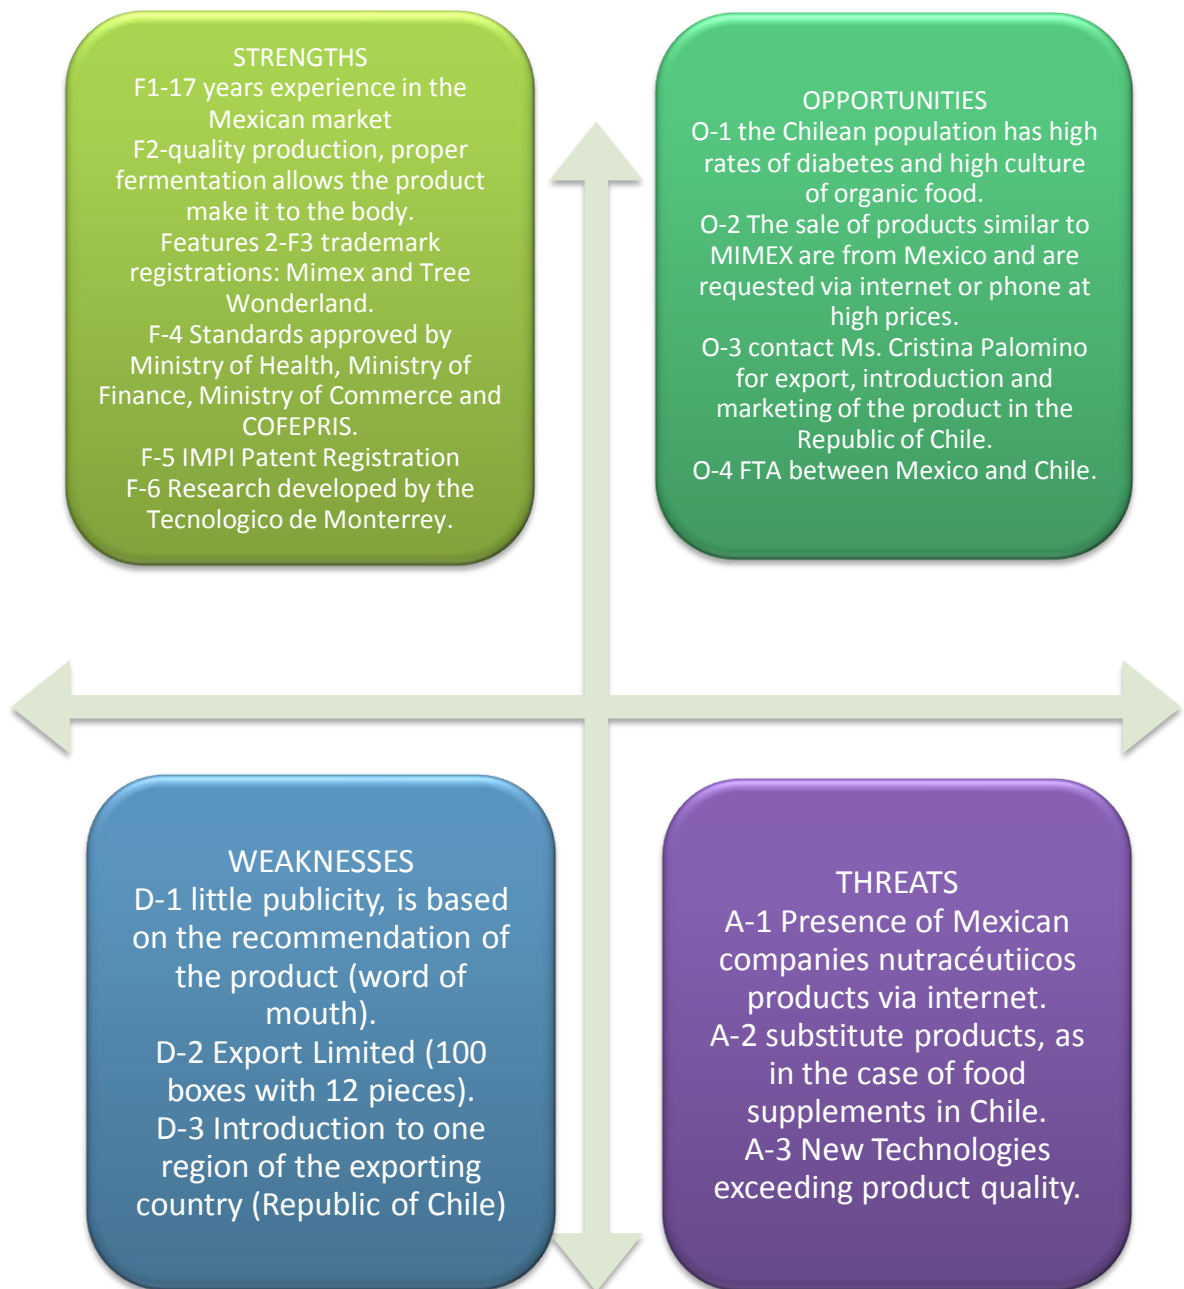 STRENGTHS
F1-17 years experience in the
Mexican market
F2-quality production, proper
fermentation allows the product
make it to the body.
Features 2-F3 trademark
registrations: Mimex and Tree
Wonderland.
F-4 Standards approved by
Ministry of Health, Ministry of
Finance, Ministry of Commerce and
COFEPRIS.
F-5 IMPI Patent Registration
F-6 Research developed by the
Tecnologico de Monterrey.
OPPORTUNITIES
O-1 the Chilean population has high
rates of diabetes and high culture
of organic food.
O-2 The sale of products similar to
MIMEX are from Mexico and are
requested via internet or phone at
high prices.
O-3 contact Ms. Cristina Palomino
for export, introduction and
marketing of the product in the
Republic of Chile.
O-4 FTA between Mexico and Chile.
WEAKNESSES
D-1 little publicity, is based
on the recommendation of
the product (word of
mouth).
D-2 Export Limited (100
boxes with 12 pieces).
D-3 Introduction to one
region of the exporting
country (Republic of Chile)
THREATS
A-1 Presence of Mexican
companies nutracéutiicos
products via internet.
A-2 substitute products, as
in the case of food
supplements in Chile.
A-3 New Technologies
exceeding product quality.